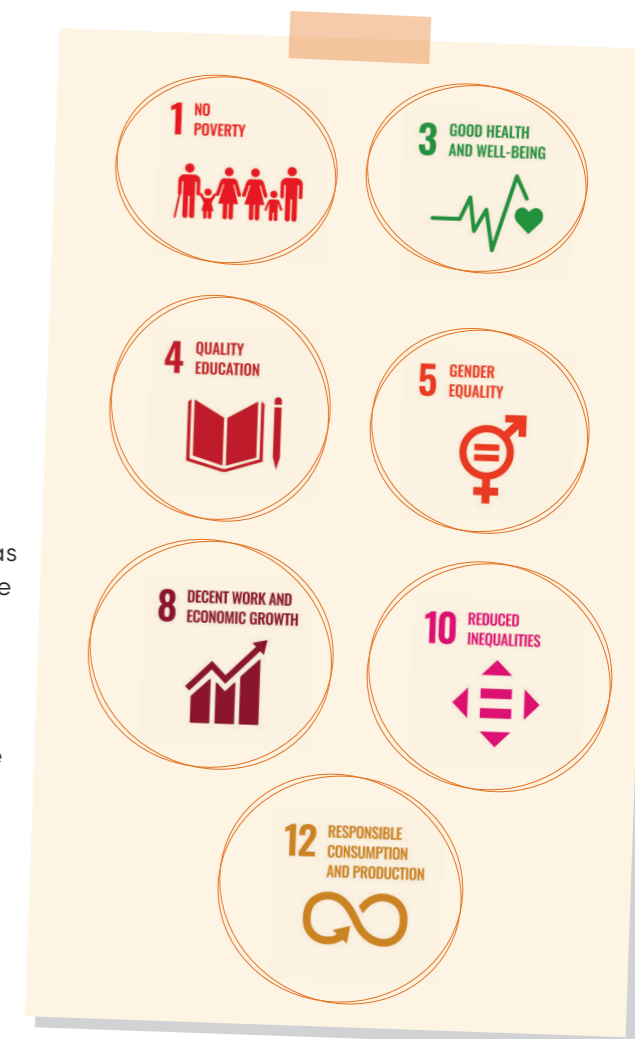 1 NO
POVERTY
3 GOOD HEALTH
AND WELL-BEING
4 QUALITY
EDUCATION
5 GENDER
EQUALITY
as
e
8 DECENT WORK AND
ECONOMIC GROWTH
10 REDUCED
INEQUALITIES
e
12 RESPONSIBLE
CONSUMPTION
AND PRODUCTION